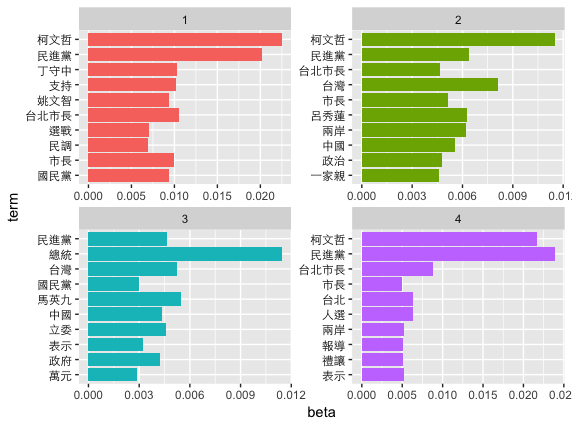 1
柯文哲
民進黨
丁守中
支持
姚文智
台北市長
選戰
民調
市長
國民黨
0.000 0.005 0.010 0.015 0.020
2
柯文哲
民進黨
台北市長
台灣
市長
呂秀蓮
兩岸
中國
政治
一家親
0.000 0.003 0.006 0.009 0.012
term
3
民進黨
總統
台灣
國民黨
馬英九
中國
立委
表示
政府
萬元
0.000 0.003 0.006 0.009 0.012
4
柯文哲
民進黨
台北市長
市長
台北
人選
兩岸
報導
禮讓
表示
0.000 0.005 0.010 0.015 0.020 0.025
beta